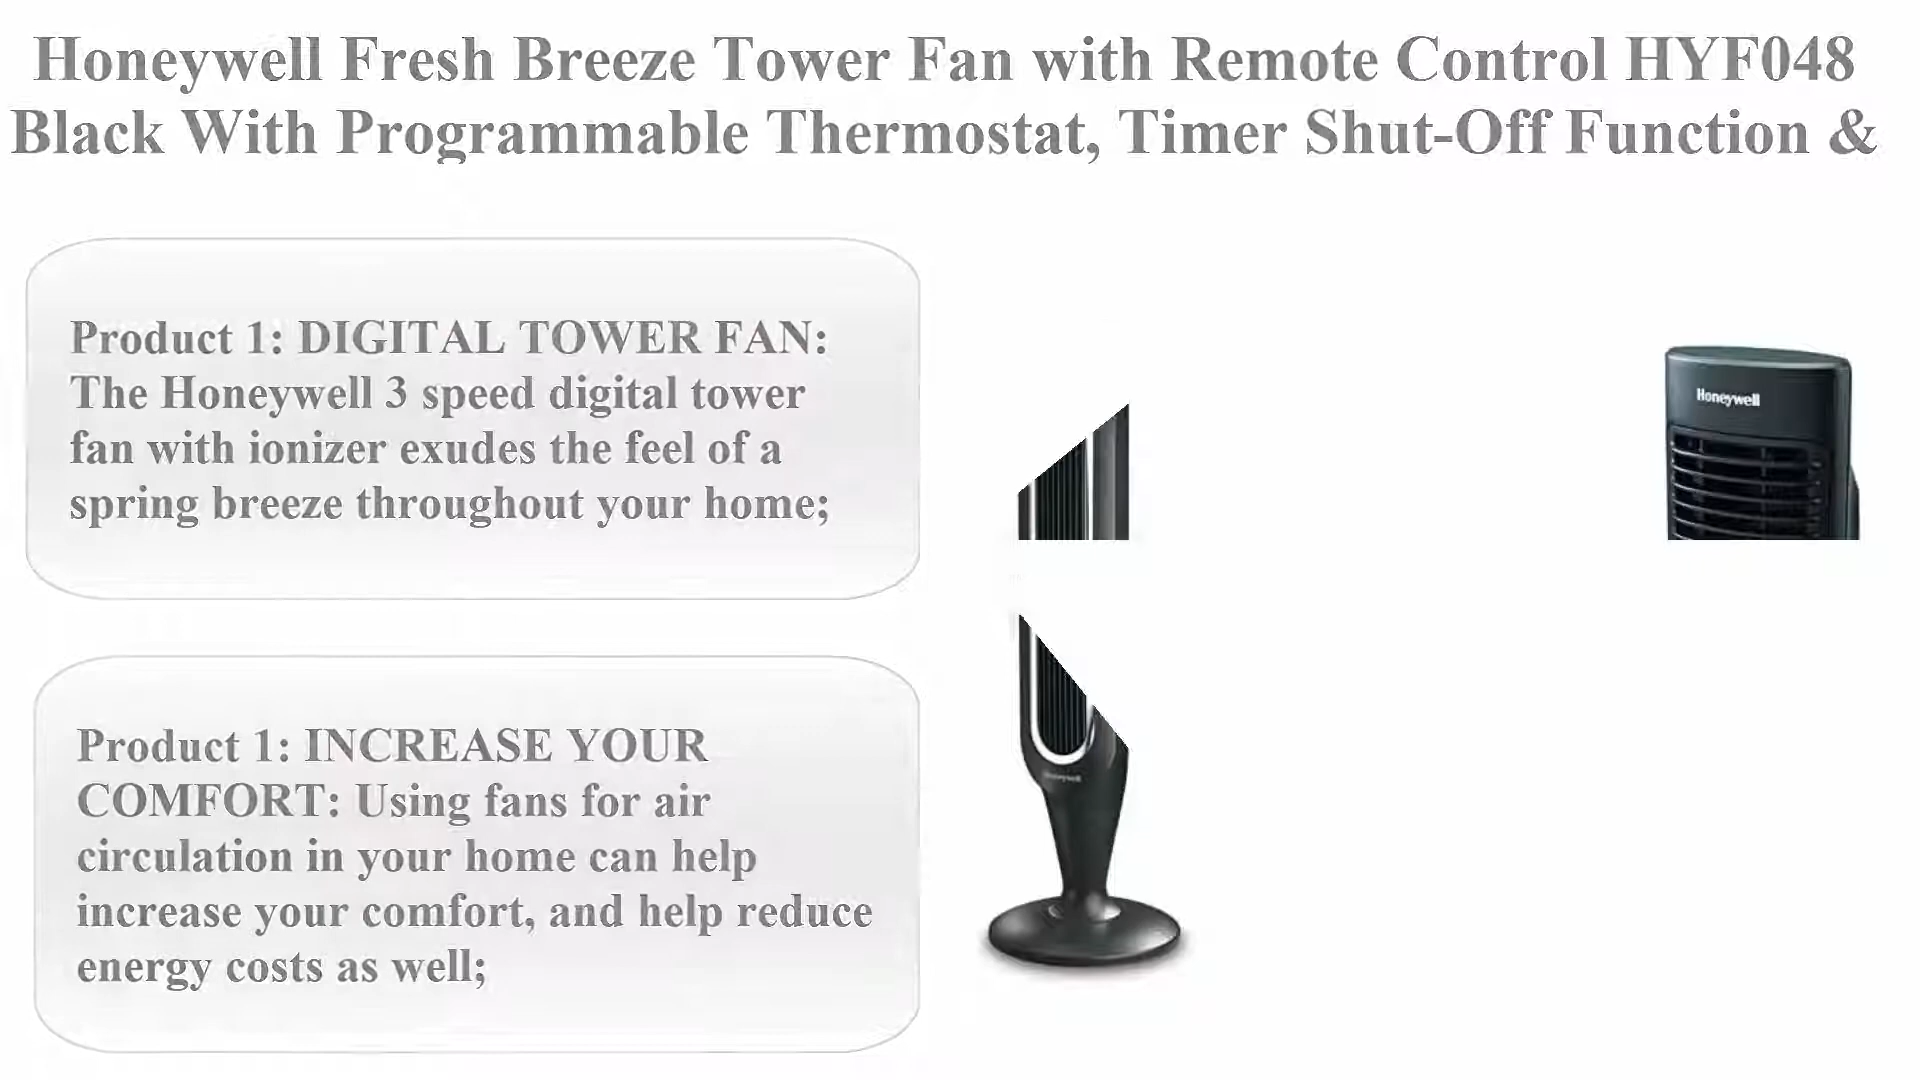 Honeywell Fresh Breeze Tower Fan with Remote Control HYF048
Black With Programmable Thermostat, Timer Shut-Off Function &
Product 1: DIGITAL TOWER FAN:
The Honeywell 3 speed digital tower
fan with ionizer exudes the feel of a
spring breeze throughout your home;
Product 1: INCREASE YOUR
COMFORT: Using fans for air
circulation in your home can help
increase your comfort, and help reduce
energy costs as well;
Honeywell
Honeywell